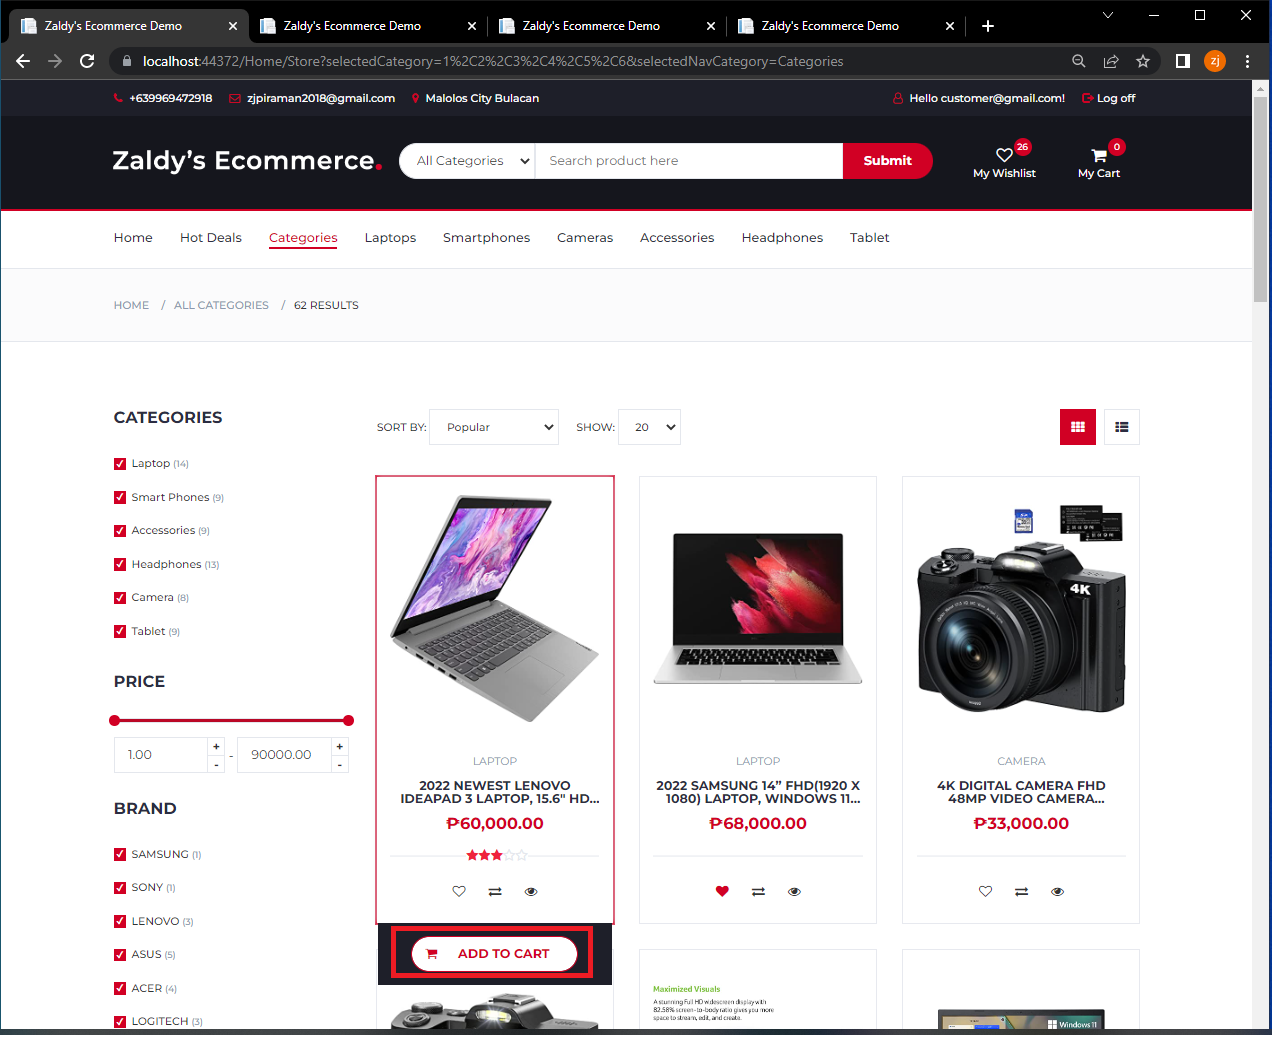 Zaldy's Ecommerce Demo
Zaldy's Ecommerce Demo
Zaldy's Ecommerce Demo
Zaldy's Ecommerce Demo
localhost:44372/Home/Store?selectedCategory=1%2C2%2C3%2C4%2C5%2C6&selectedNavCategory=Categories
zj
+639969472918 zjpiraman2018@gmail.com Malolos City Bulacan
Hello customer@gmail.com! Log off
Zaldy's Ecommerce.
All Categories Search product here Submit
26
My Wishlist
0
My Cart
Home Hot Deals Categories Laptops Smartphones Cameras Accessories Headphones Tablet
HOME / ALL CATEGORIES / 62 RESULTS
CATEGORIES
Laptop (14)
Smart Phones (9)
Accessories (9)
Headphones (13)
Camera (8)
Tablet (9)
PRICE
1.00 + - - 90000.00 + -
BRAND
SAMSUNG (1)
SONY (1)
LENOVO (3)
ASUS (5)
ACER (4)
LOGITECH (3)
SORT BY: Popular SHOW: 20
LAPTOP
2022 NEWEST LENOVO
IDEAPAD 3 LAPTOP, 15.6" HD...
₱60,000.00
ADD TO CART
LAPTOP
2022 SAMSUNG 14” FHD(1920 X
1080) LAPTOP, WINDOWS 11...
₱68,000.00
4K
CAMERA
4K DIGITAL CAMERA FHD
48MP VIDEO CAMERA...
₱33,000.00
Maximized Visuals
A stunning Full HD widescreen display with
82.58% screen-to-body ratio gives you more
space to stream, edit, and create.
Windows 11